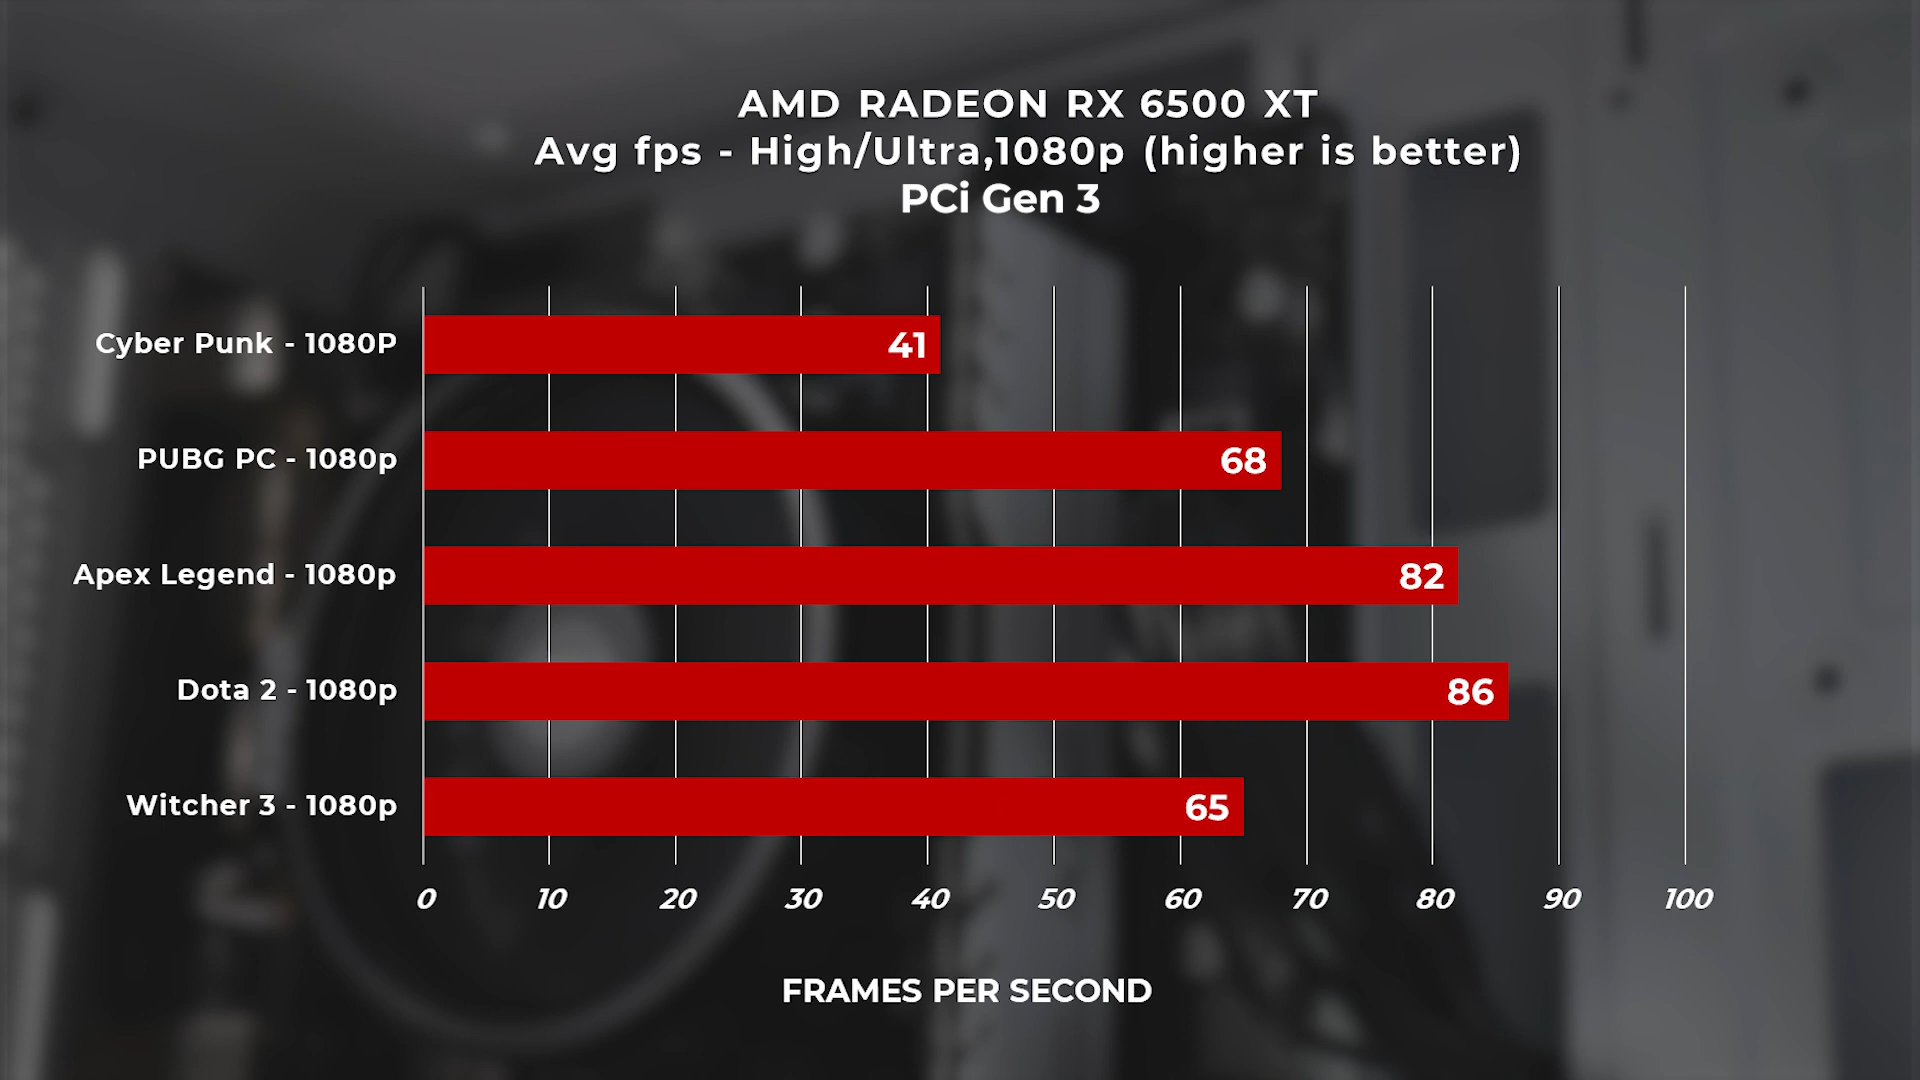 AMD RADEON RX 6500 XT
Avg fps - High/Ultra,1080p (higher is better)
PCi Gen 3
Cyber Punk - 1080P
41
PUBG PC - 1080p
68
Apex Legend - 1080p
82
Dota 2 - 1080p
86
Witcher 3 - 1080p
65
0 10 20 30 40 50 60 70 80 90 100
FRAMES PER SECOND